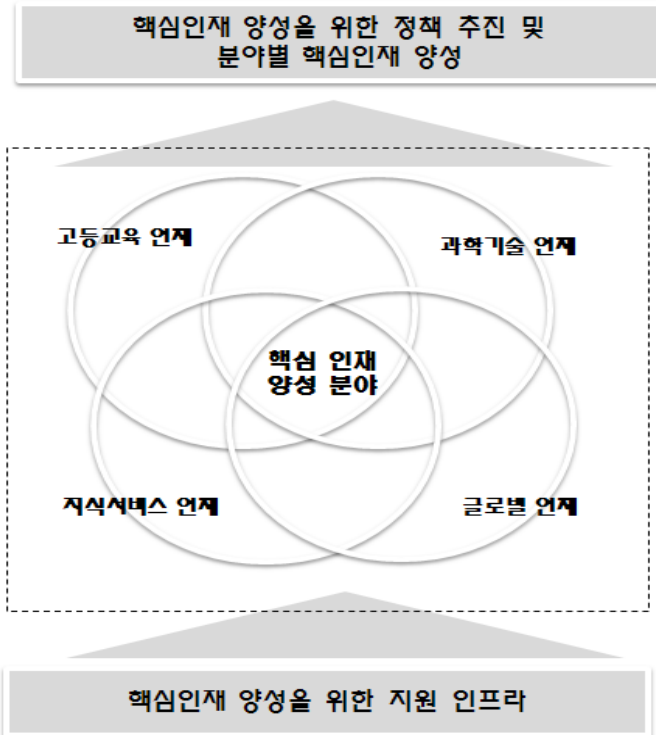 핵심인재 양성을 위한 정책 추진 및
분야별 핵심인재 양성
고등교육 인재
과학기술 인재
핵심 인재
양성 분야
지식서비스 인재
글로벌 인재
핵심인재 양성을 위한 지원 인프라